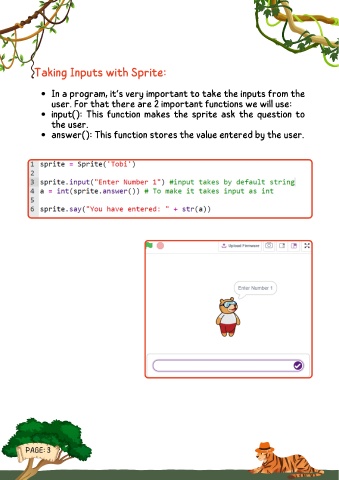 Taking Inputs with Sprite:
• In a program, it's very important to take the inputs from the
user. For that there are 2 important functions we will use:
• input(): This function makes the sprite ask the question to
the user.
• answer(): This function stores the value entered by the user.
1 sprite = Sprite('Tobi')
2
3 sprite.input("Enter Number 1") #input takes by default string
4 a = int(sprite.answer()) # To make it takes input as int
5
6 sprite.say("You have entered: " + str(a))
Upload Firmware
Enter Number 1
PAGE: 3